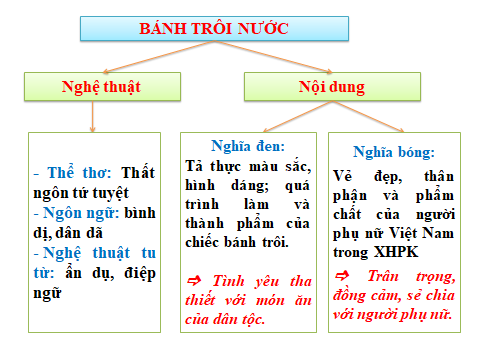 BÁNH TRÔI NƯỚC
Nghệ thuật
Nội dung
- Thể thơ: Thất
ngôn tứ tuyệt
- Ngôn ngữ: bình
dị, dân dã
- Nghệ thuật tu
từ: ẩn dụ, điệp
ngữ
Nghĩa đen:
Tả thực màu sắc,
hình dáng; quá
trình làm và
thành phẩm của
chiếc bánh trôi.
➩ Tình yêu tha
thiết với món ăn
của dân tộc.
Nghĩa bóng:
Vẻ đẹp, thân
phận và phẩm
chất của người
phụ nữ Việt Nam
trong XHPK
➩ Trân trọng,
đồng cảm, sẻ chia
với người phụ nữ.